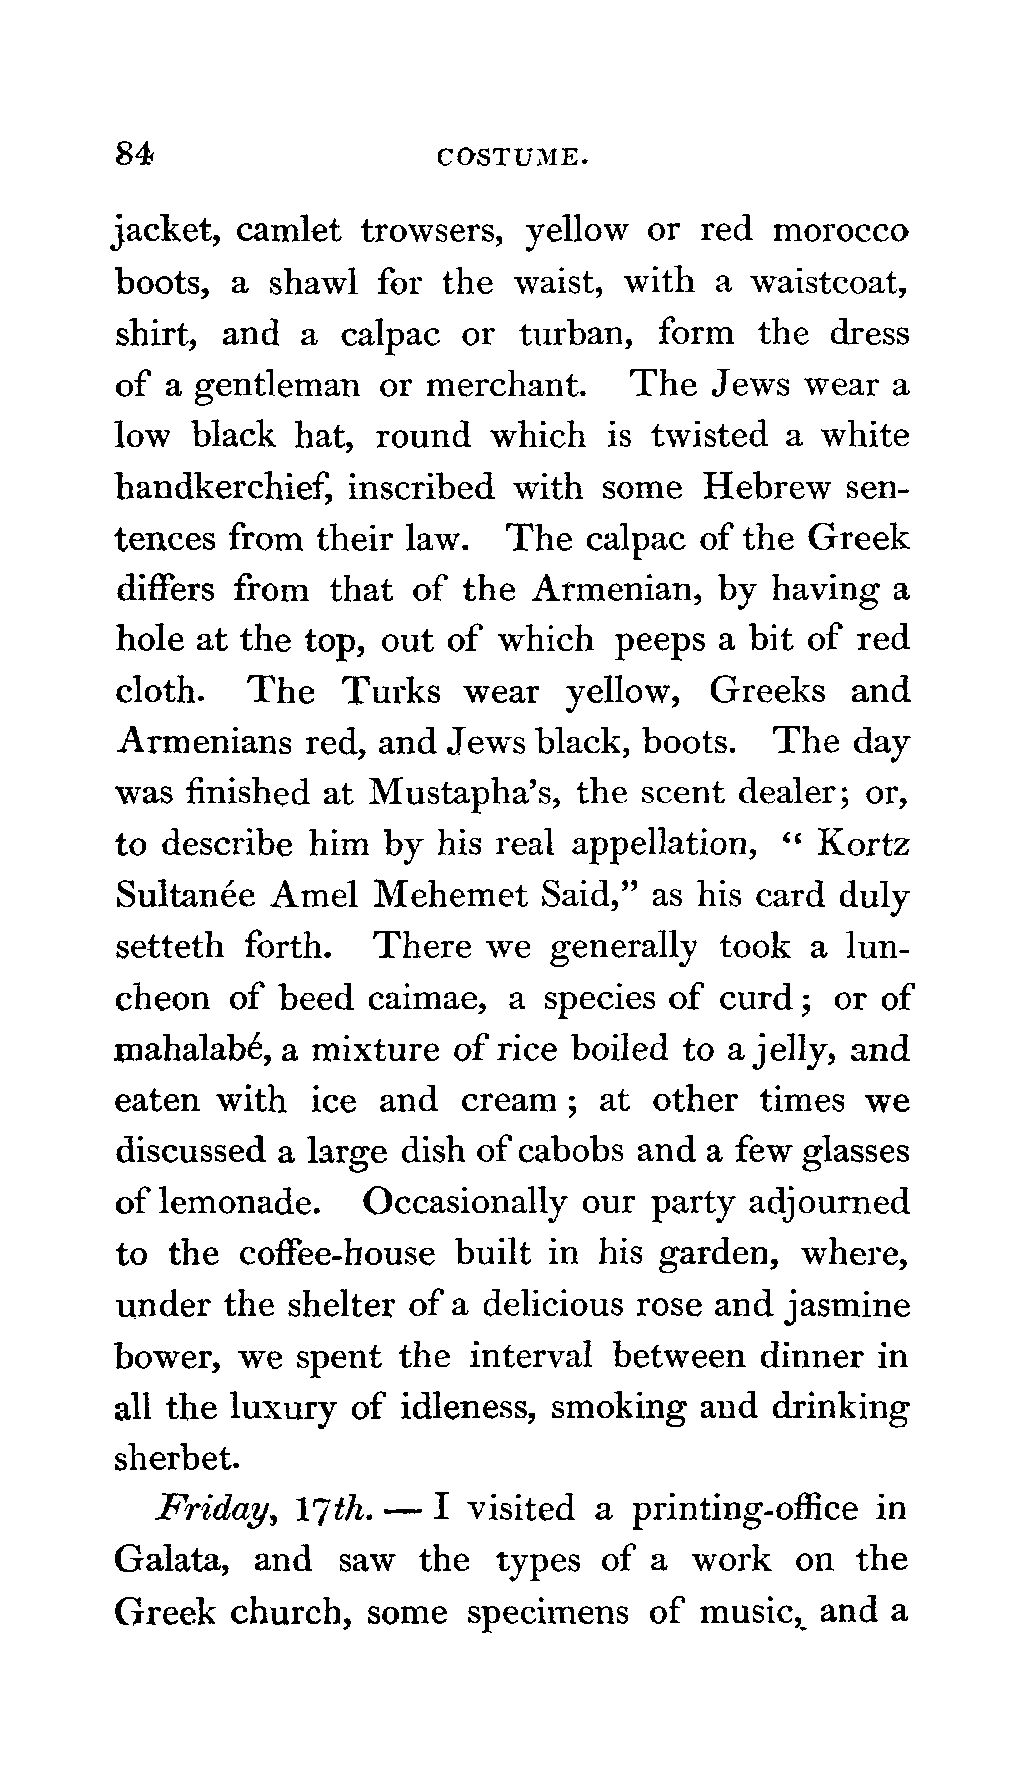 84 COSTUME.
jacket, camlet trowsers, yellow or red morocco
boots, a shawl for the waist, with a waistcoat,
shirt, and a calpac or turban, form the dress
of a gentleman or merchant. The Jews wear a
low black hat, round which is twisted a white
handkerchief, inscribed with some Hebrew sen-
tences from their law. The calpac of the Greek
differs from that of the Armenian, by having a
hole at the top, out of which peeps a bit of red
cloth. The Turks wear yellow, Greeks and
Armenians red, and Jews black, boots. The day
was finished at Mustapha's, the scent dealer; or,
to describe him by his real appellation, “ Kortz
Sultanée Amel Mehemet Said,” as his card duly
setteth forth. There we generally took a lun-
cheon of beed caimae, a species of curd; or of
mahalabé, a mixture of rice boiled to a jelly, and
eaten with ice and cream; at other times we
discussed a large dish of cabobs and a few glasses
of lemonade. Occasionally our party adjourned
to the coffee-house built in his garden, where,
under the shelter of a delicious rose and jasmine
bower, we spent the interval between dinner in
all the luxury of idleness, smoking and drinking
sherbet.
Friday, 17th. — I visited a printing-office in
Galata, and saw the types of a work on the
Greek church, some specimens of music, and a